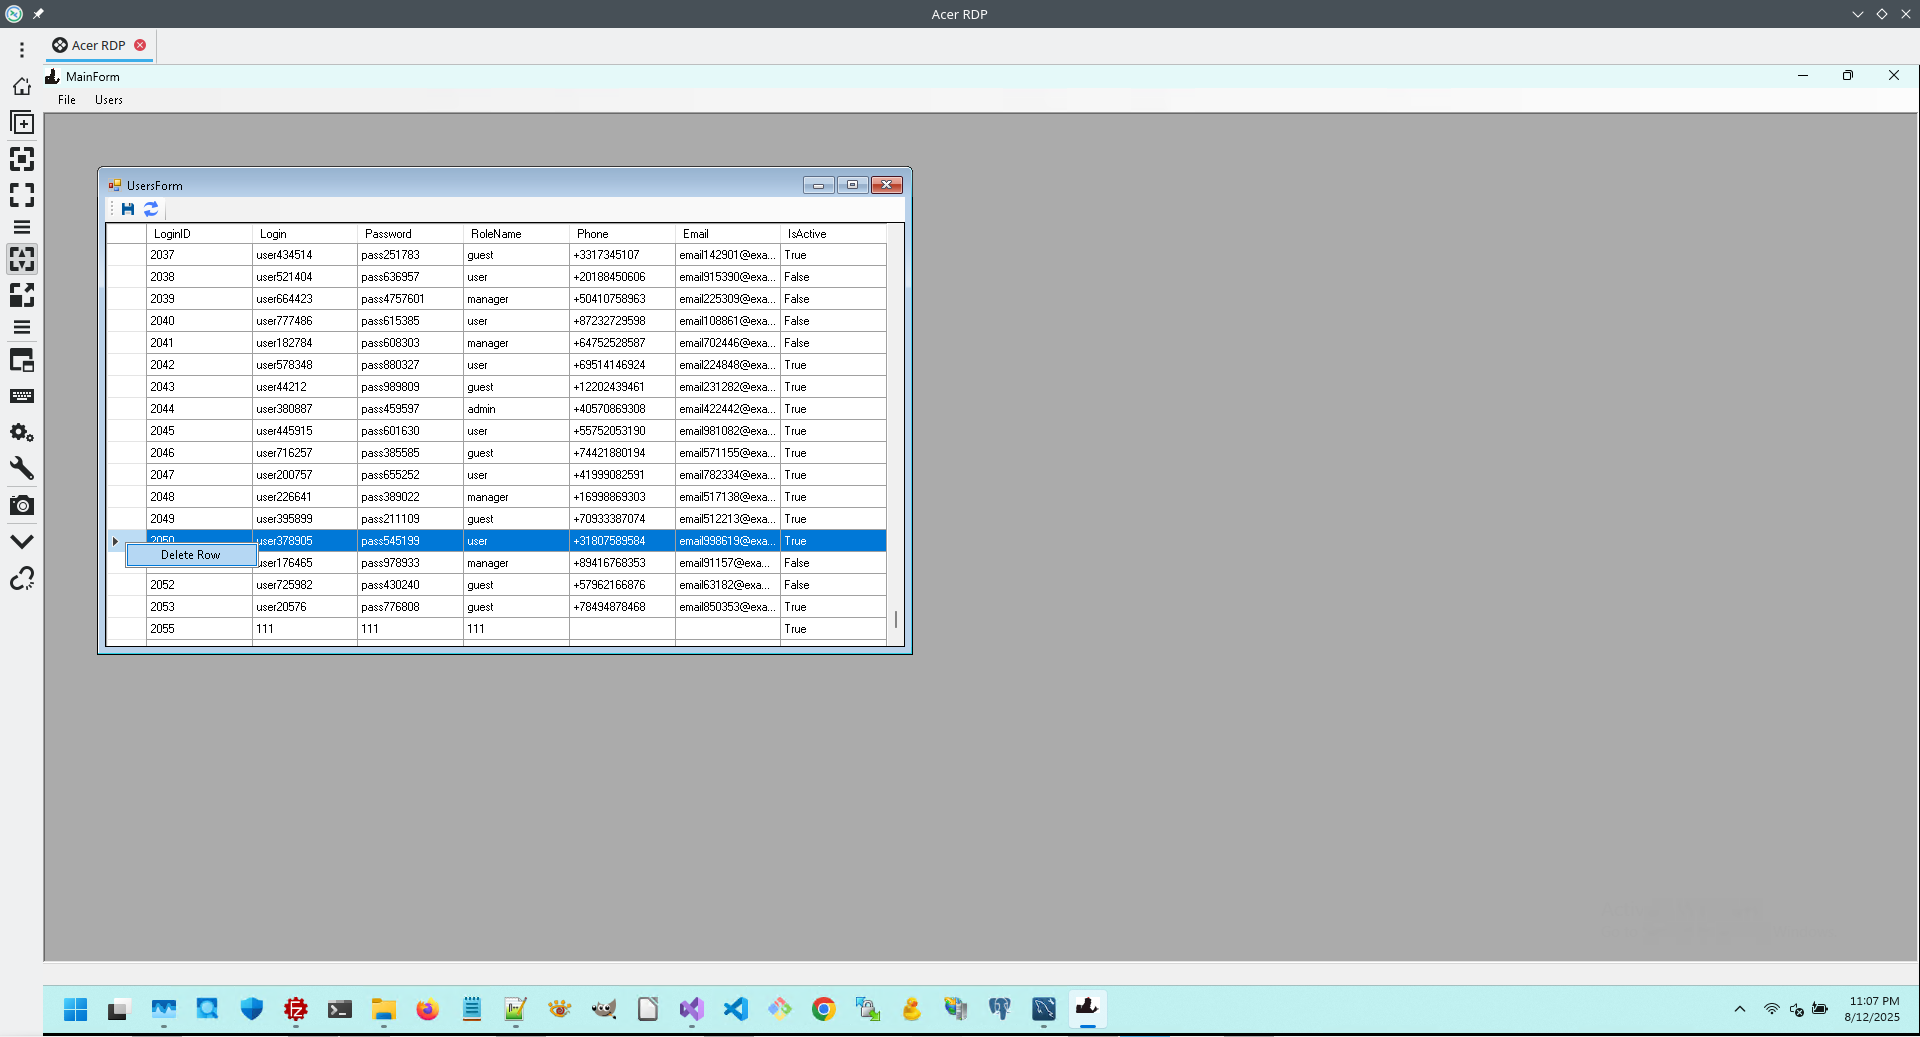 Acer RDP
Acer RDP
MainForm
File Users
UsersForm
LoginID Login Password RoleName Phone Email IsActive
2037 user434514 pass251783 guest +3317345107 email142901@exa... True
2038 user521404 pass636957 user +20188450606 email915390@exa... False
2039 user664423 pass4757601 manager +50410758963 email225309@exa... False
2040 user777486 pass615385 user +87232729598 email108861@exa... False
2041 user182784 pass608303 manager +64752528587 email702446@exa... False
2042 user578348 pass880327 user +69514146924 email224848@exa... True
2043 user44212 pass989809 guest +12202439461 email231282@exa... True
2044 user380887 pass459597 admin +40570869308 email422442@exa... True
2045 user445915 pass601630 user +55752053190 email981082@exa... True
2046 user716257 pass385585 guest +74421880194 email571155@exa... True
2047 user200757 pass655252 user +41999082591 email782334@exa... True
2048 user226641 pass389022 manager +16998869303 email517138@exa... True
2049 user395899 pass211109 guest +70933387074 email512213@exa... True
2050 user378905 pass545199 user +31807589584 email998619@exa... True
Delete Row
user176465 pass978933 manager +89416768353 email91157@exa... False
2052 user725982 pass430240 guest +57962166876 email63182@exa... False
2053 user20576 pass776808 guest +78494878468 email850353@exa... True
2055 111 111 111 True
11:07 PM
8/12/2025